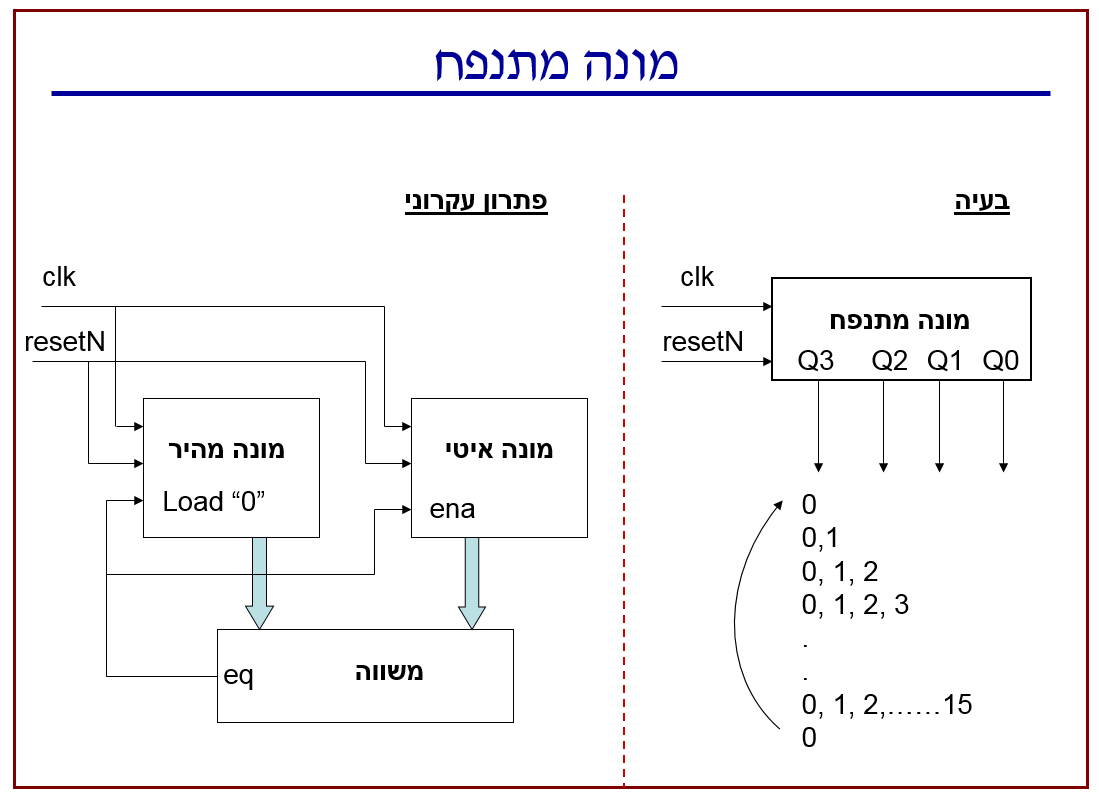 מונה מתנפח
בעיה
clk
resetN
מונה מתנפח
Q3 Q2 Q1 Q0
0
0,1
0, 1, 2
0, 1, 2, 3
.
.
0, 1, 2,……15
0
פתרון עקרוני
clk
resetN
מונה מהיר
Load “0”
מונה איטי
ena
eq
משווה